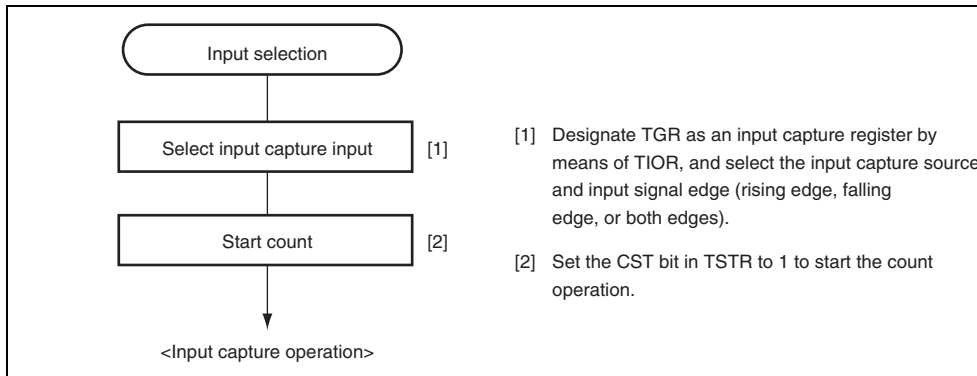 Input selection
Select input capture input [1]
Start count [2]
<Input capture operation>
[1] Designate TGR as an input capture register by
means of TIOR, and select the input capture source
and input signal edge (rising edge, falling
edge, or both edges).
[2] Set the CST bit in TSTR to 1 to start the count
operation.